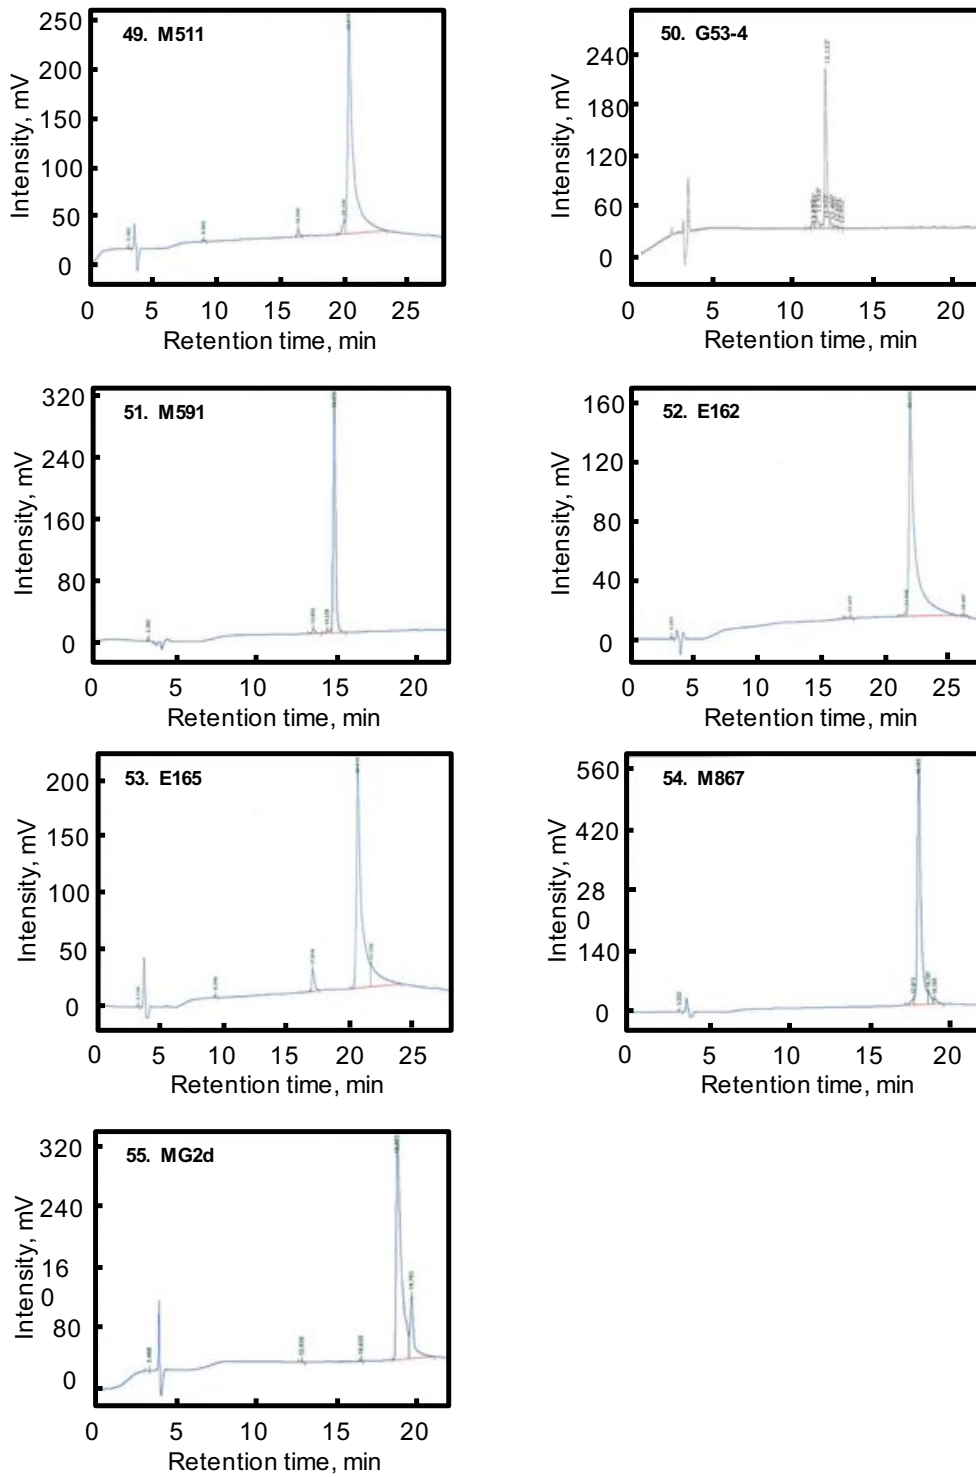 49. M511
Intensity, mV
250
200
150
100
50
0
0 5 10 15 20 25
Retention time, min
50. G53-4
Intensity, mV
240
180
120
60
0
0 5 10 15 20
Retention time, min
51. M591
Intensity, mV
320
240
160
80
0
0 5 10 15 20
Retention time, min
52. E162
Intensity, mV
160
120
80
40
0
0 5 10 15 20 25
Retention time, min
53. E165
Intensity, mV
200
150
100
50
0
0 5 10 15 20 25
Retention time, min
54. M867
Intensity, mV
560
420
28
0
140
0
0 5 10 15 20
Retention time, min
55. MG2d
Intensity, mV
320
240
16
0
80
0
0 5 10 15 20
Retention time, min